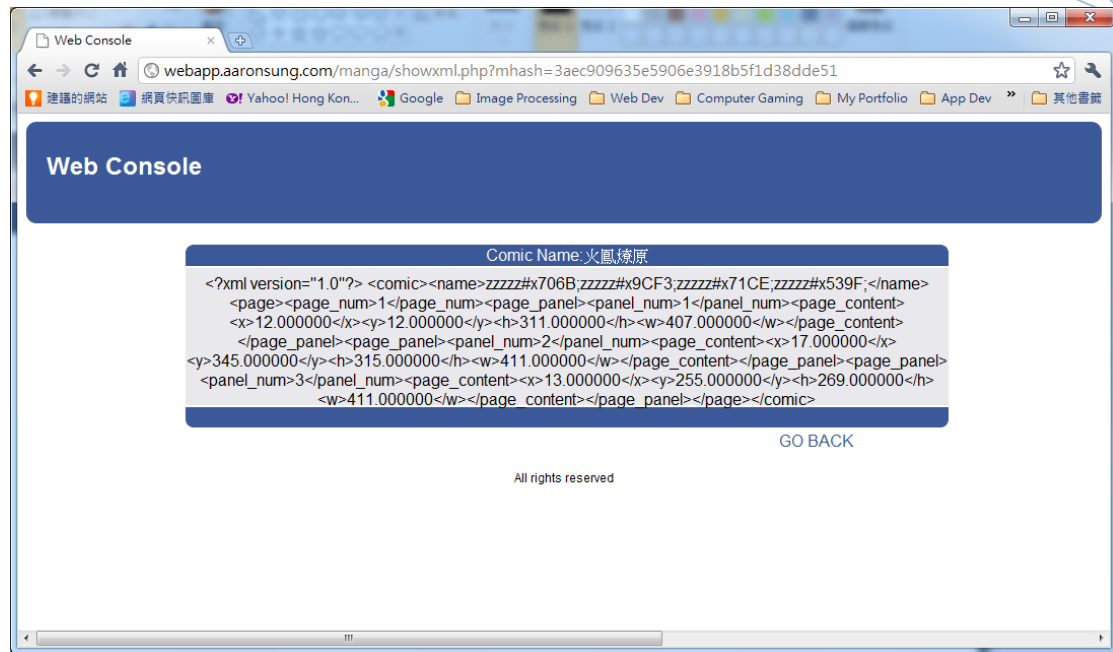 Web Console
webapp.aaronsung.com/manga/showxml.php?mhash=3aec909635e5906e3918b5f1d38dde51
建議的網站 網頁快訊圖庫 Yahoo! Hong Kon... Google Image Processing Web Dev Computer Gaming My Portfolio App Dev » 其他書籤
Web Console
Comic Name:火鳳燎原
<?xml version="1.0"?> <comic><name>zzzzz#x706B;zzzzz#x9CF3;zzzzz#x71CE;zzzzz#x539F;</name>
<page><page_num>1</page_num><page_panel><panel_num>1</panel_num><page_content>
<x>12.000000</x><y>12.000000</y><h>311.000000</h><w>407.000000</w></page_content>
</page_panel><page_panel><panel_num>2</panel_num><page_content><x>17.000000</x>
<y>345.000000</y><h>315.000000</h><w>411.000000</w></page_content></page_panel><page_panel>
<panel_num>3</panel_num><page_content><x>13.000000</x><y>255.000000</y><h>269.000000</h>
<w>411.000000</w></page_content></page_panel></page></comic>
GO BACK
All rights reserved